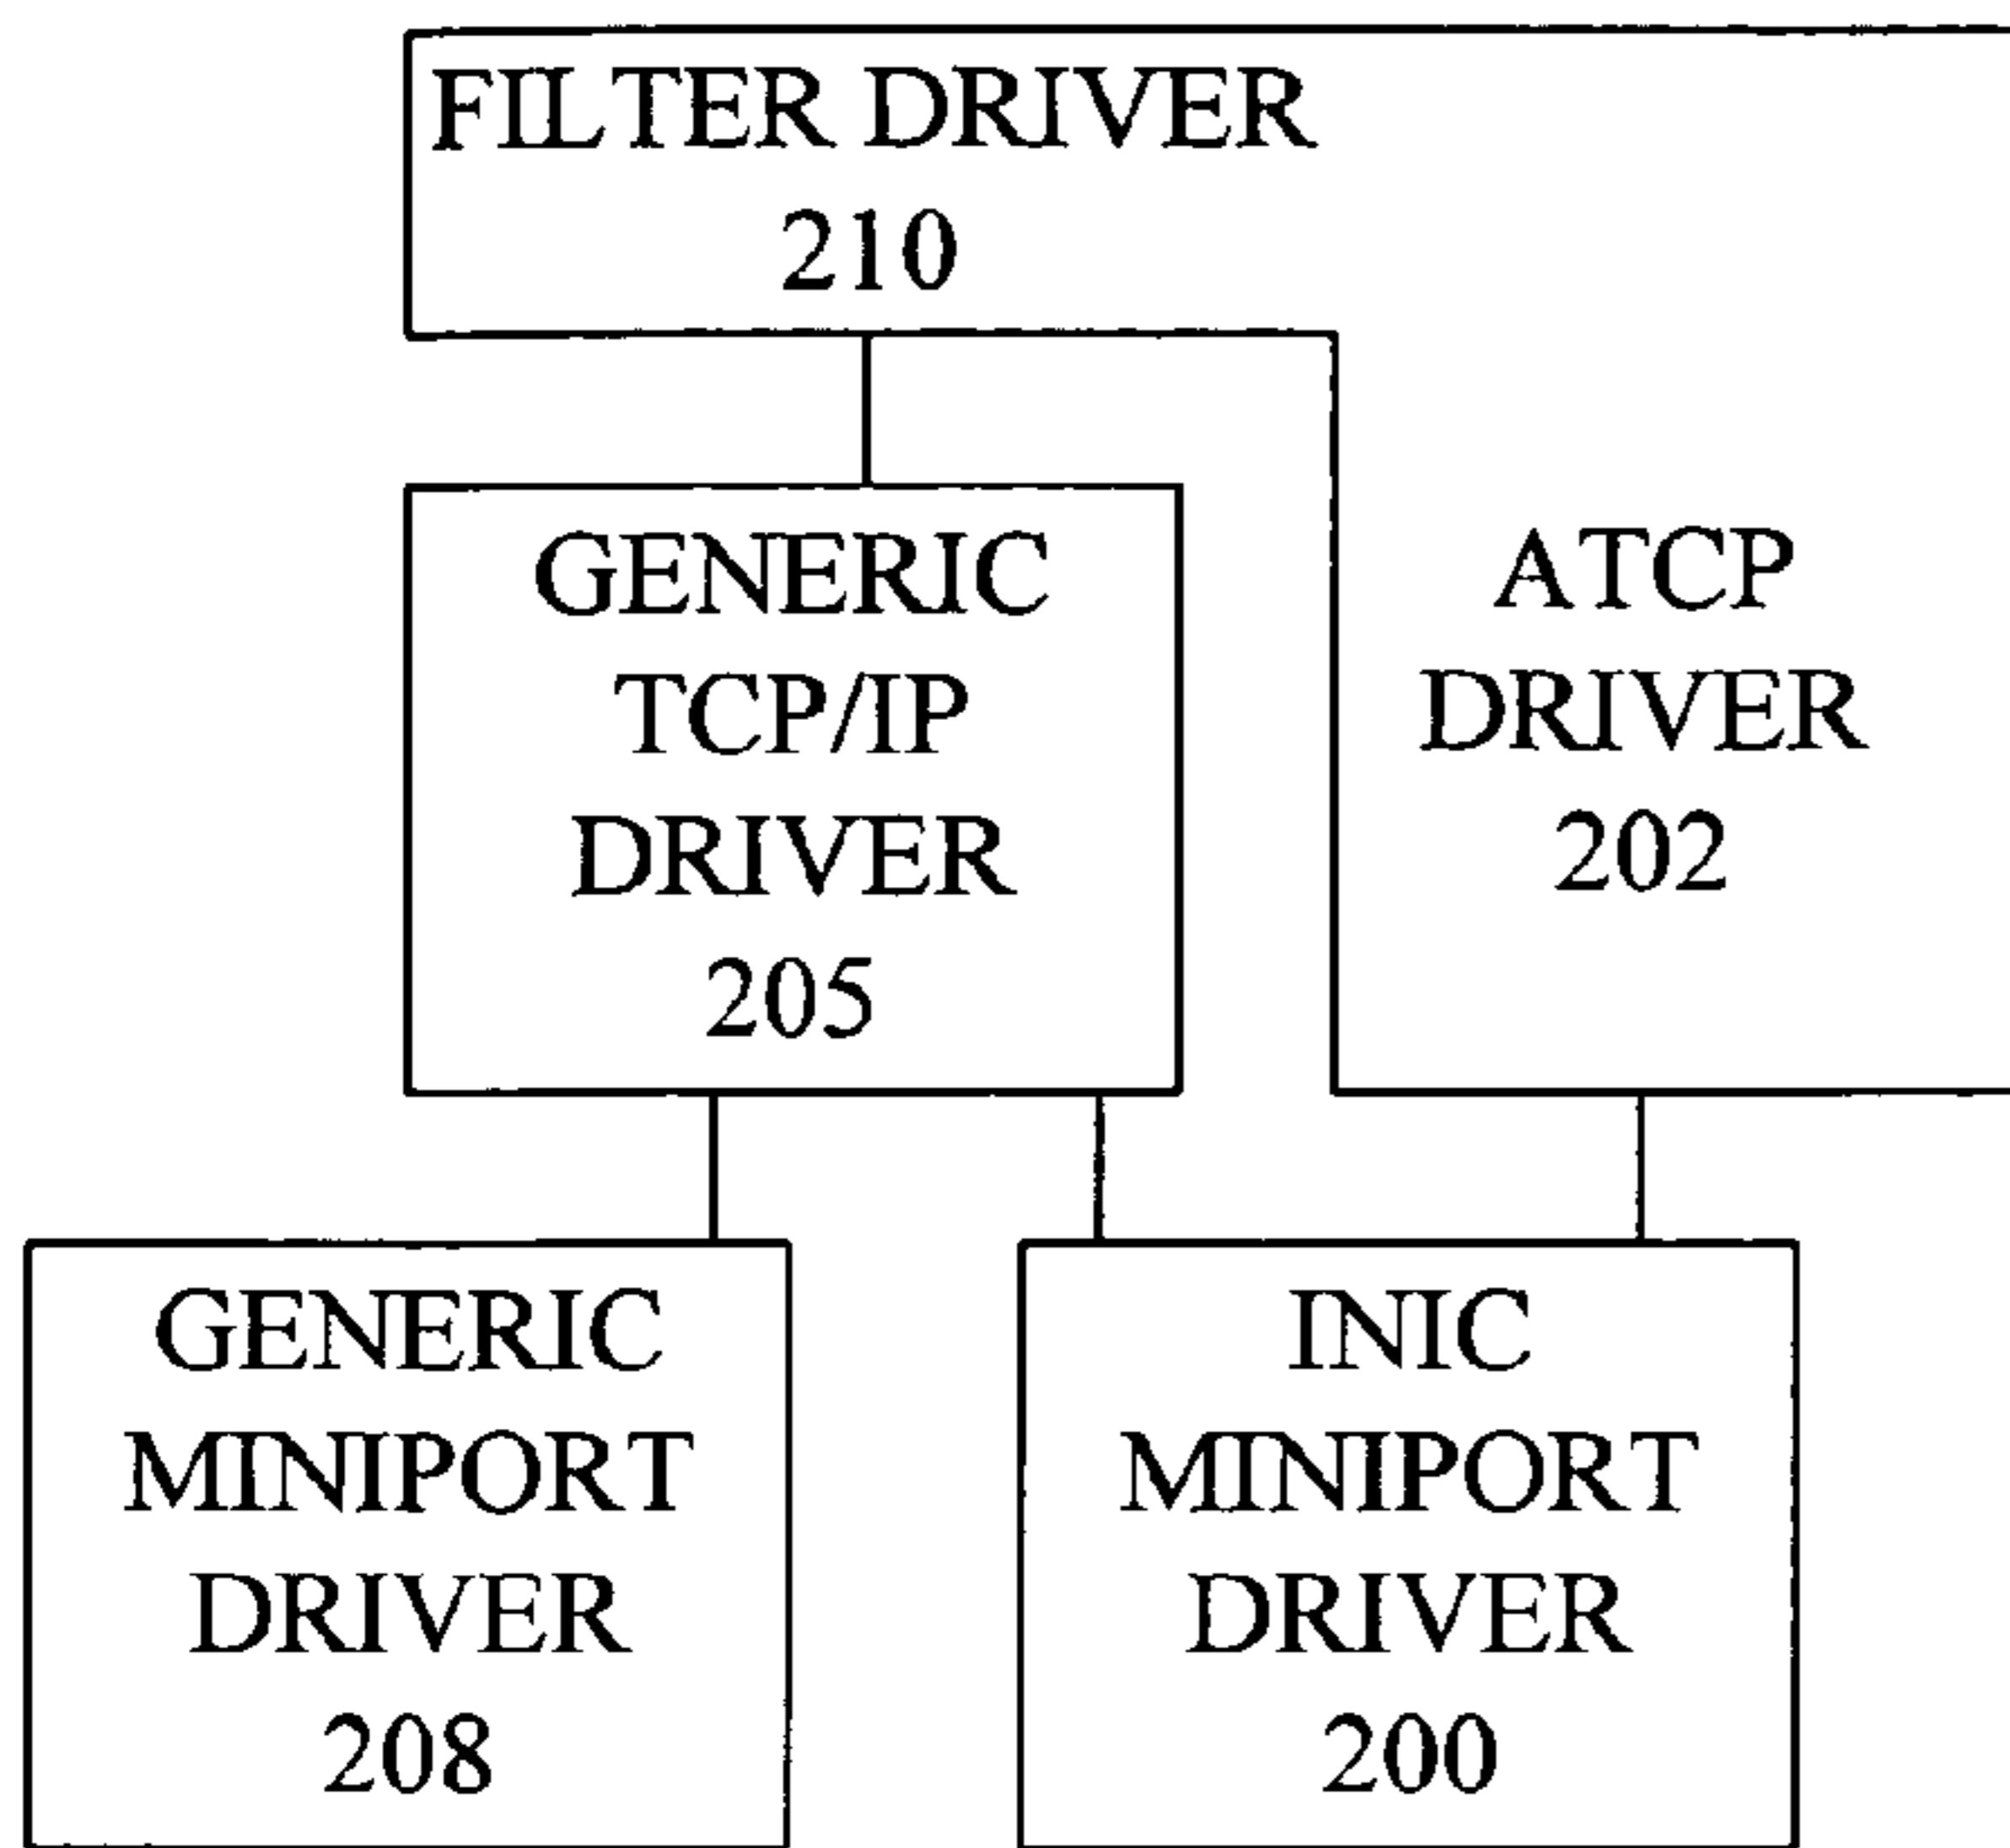 FILTER DRIVER
210
GENERIC
TCP/IP
DRIVER
205
ATCP
DRIVER
202
GENERIC
MINIPORT
DRIVER
208
INIC
MINIPORT
DRIVER
200